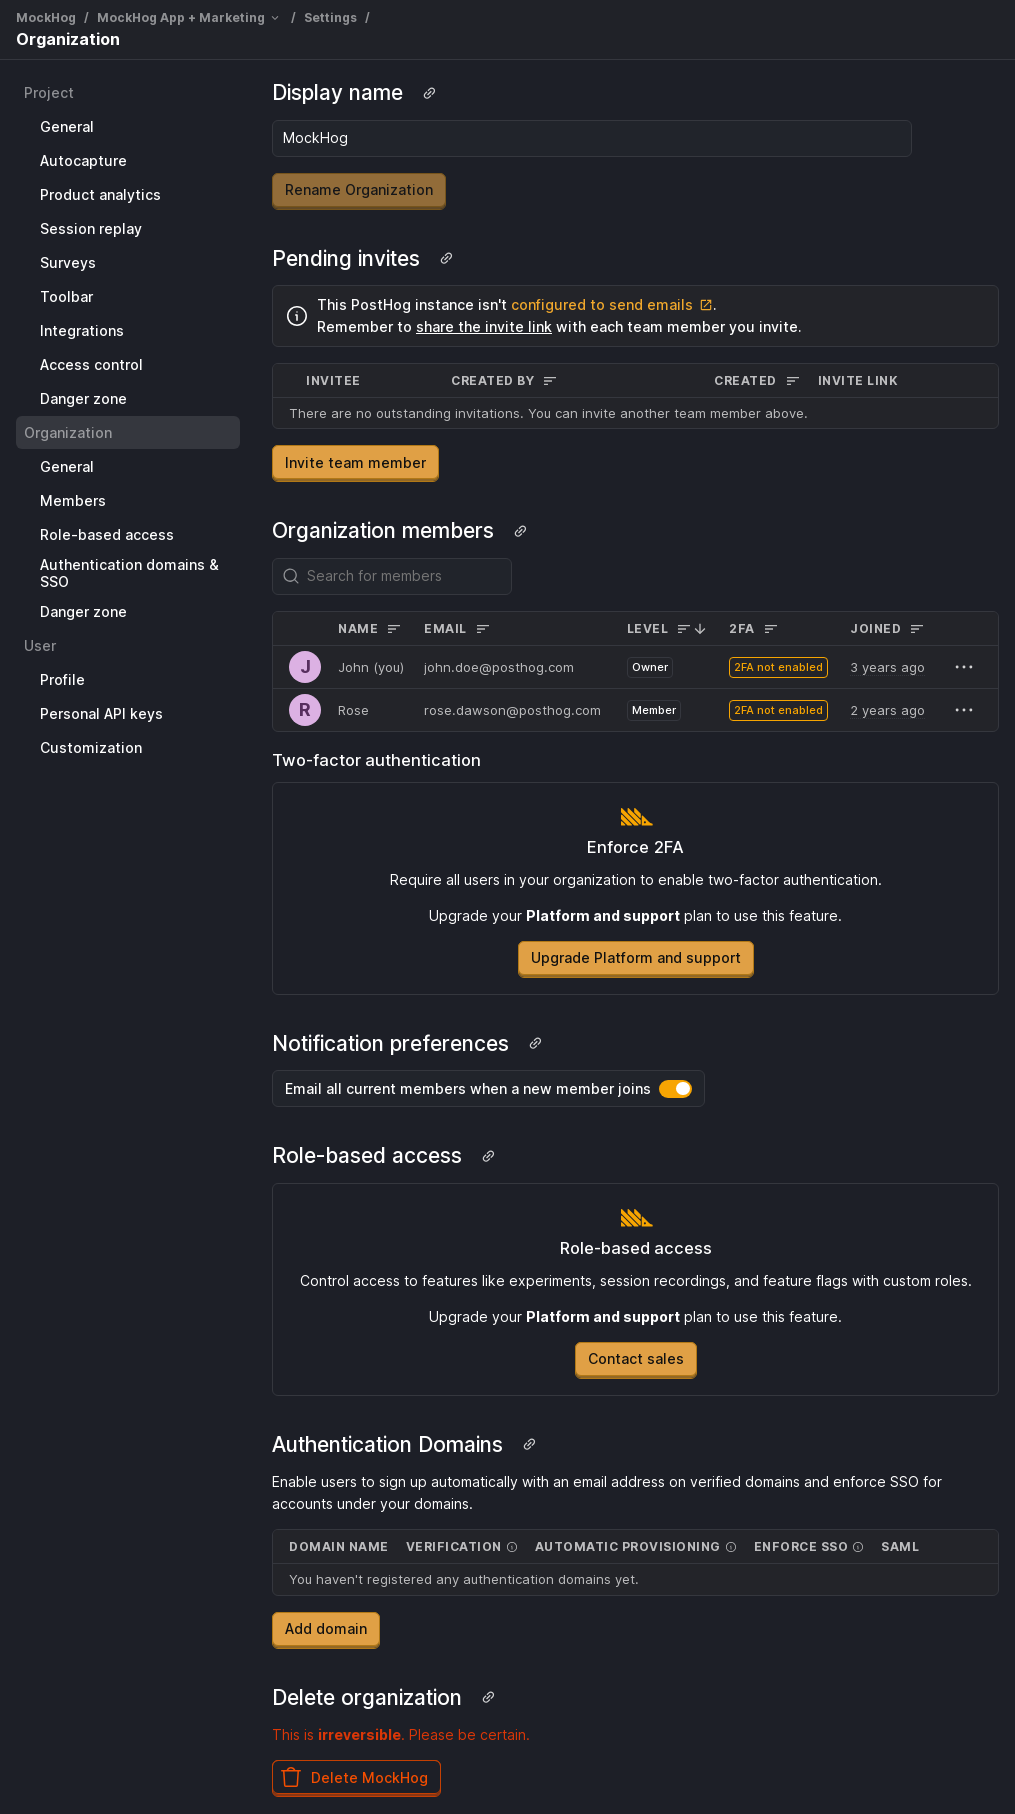 MockHog / MockHog App + Marketing / Settings /
Organization
Project
General
Autocapture
Product analytics
Session replay
Surveys
Toolbar
Integrations
Access control
Danger zone
Organization
General
Members
Role-based access
Authentication domains &
SSO
Danger zone
User
Profile
Personal API keys
Customization
Display name
MockHog
Rename Organization
Pending invites
This PostHog instance isn't configured to send emails.
Remember to share the invite link with each team member you invite.
INVITEE CREATED BY CREATED INVITE LINK
There are no outstanding invitations. You can invite another team member above.
Invite team member
Organization members
Search for members
NAME EMAIL LEVEL 2FA JOINED
J John (you) john.doe@posthog.com Owner 2FA not enabled 3 years ago
R Rose rose.dawson@posthog.com Member 2FA not enabled 2 years ago
Two-factor authentication
Enforce 2FA
Require all users in your organization to enable two-factor authentication.
Upgrade your Platform and support plan to use this feature.
Upgrade Platform and support
Notification preferences
Email all current members when a new member joins
Role-based access
Role-based access
Control access to features like experiments, session recordings, and feature flags with custom roles.
Upgrade your Platform and support plan to use this feature.
Contact sales
Authentication Domains
Enable users to sign up automatically with an email address on verified domains and enforce SSO for
accounts under your domains.
DOMAIN NAME VERIFICATION AUTOMATIC PROVISIONING ENFORCE SSO SAML
You haven't registered any authentication domains yet.
Add domain
Delete organization
This is irreversible. Please be certain.
Delete MockHog